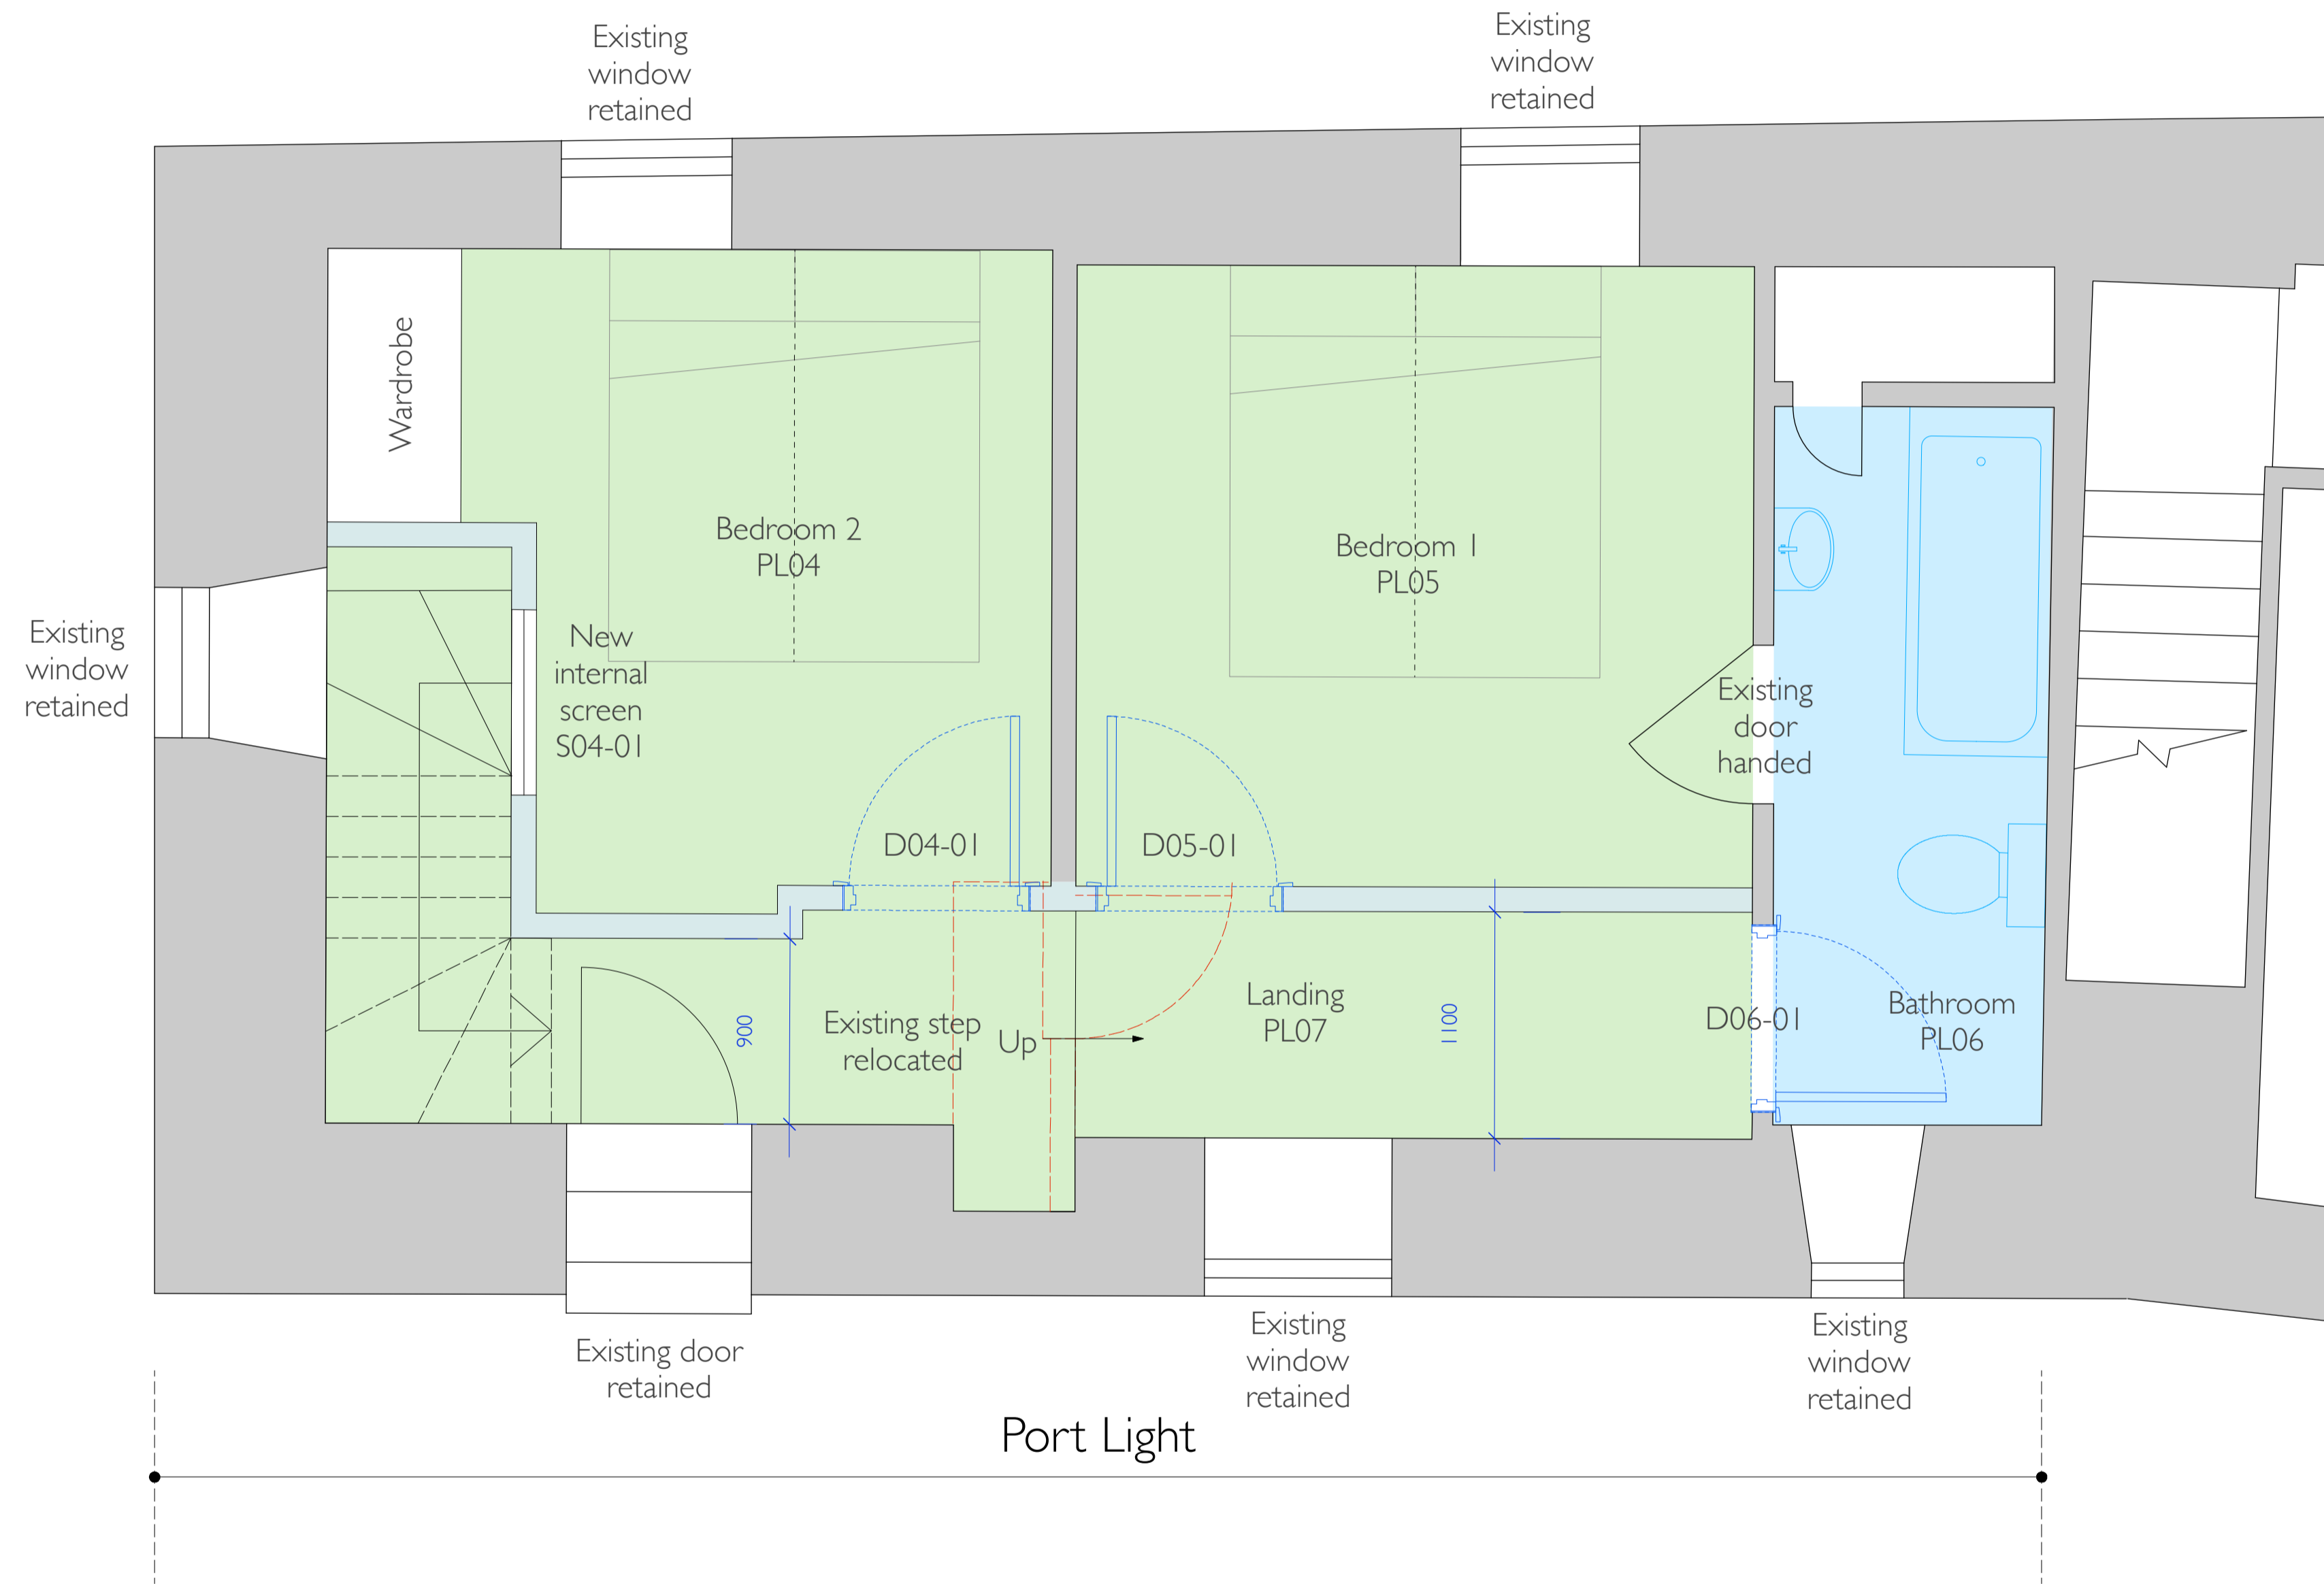 Existing
window
retained
Existing
window
retained
Wardrobe
Bedroom 2
PL04
Bedroom 1
PL05
New
internal
screen
S04-01
Existing
window
retained
Existing
door
handed
D04-01
D05-01
Existing step
relocated
Up
900
Landing
PL07
1100
D06-01
Bathroom
PL06
Existing door
retained
Existing
window
retained
Existing
window
retained
Port Light